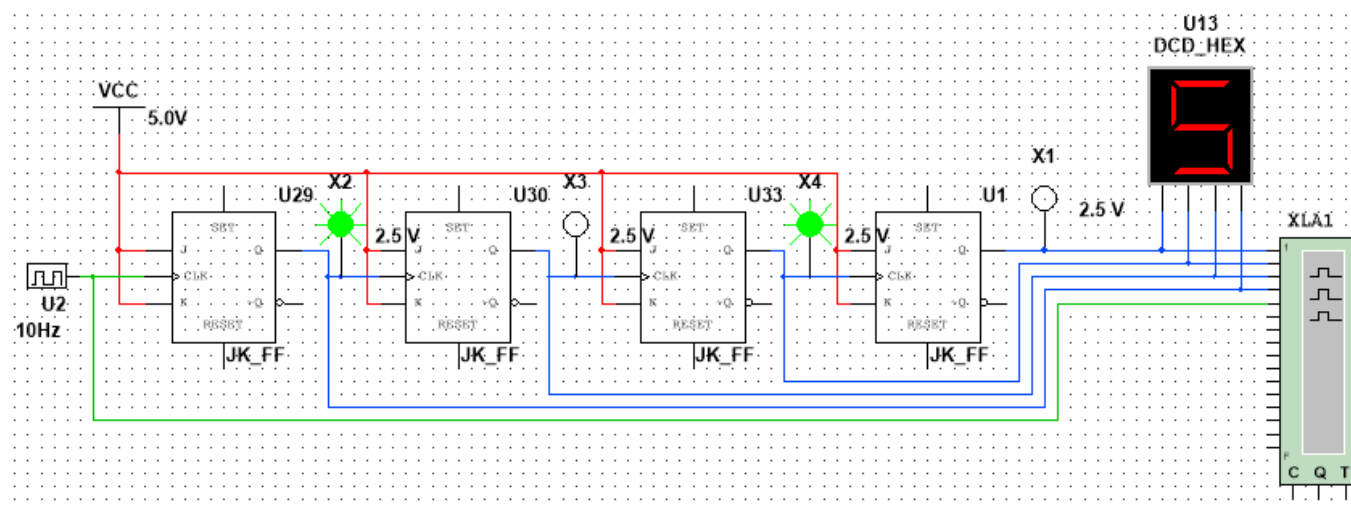 U13
DCD_HEX
5
VCC
5.0V
U29
X2
U30
X3
U33
X4
U1
X1
2.5 V
XLA1
SET
J
Q
CLK
K
~Q
RESET
JK_FF
2.5 V
SET
J
Q
CLK
K
~Q
RESET
JK_FF
2.5 V
SET
J
Q
CLK
K
~Q
RESET
JK_FF
2.5 V
SET
J
Q
CLK
K
~Q
RESET
JK_FF
U2
10Hz
1
F
C Q T